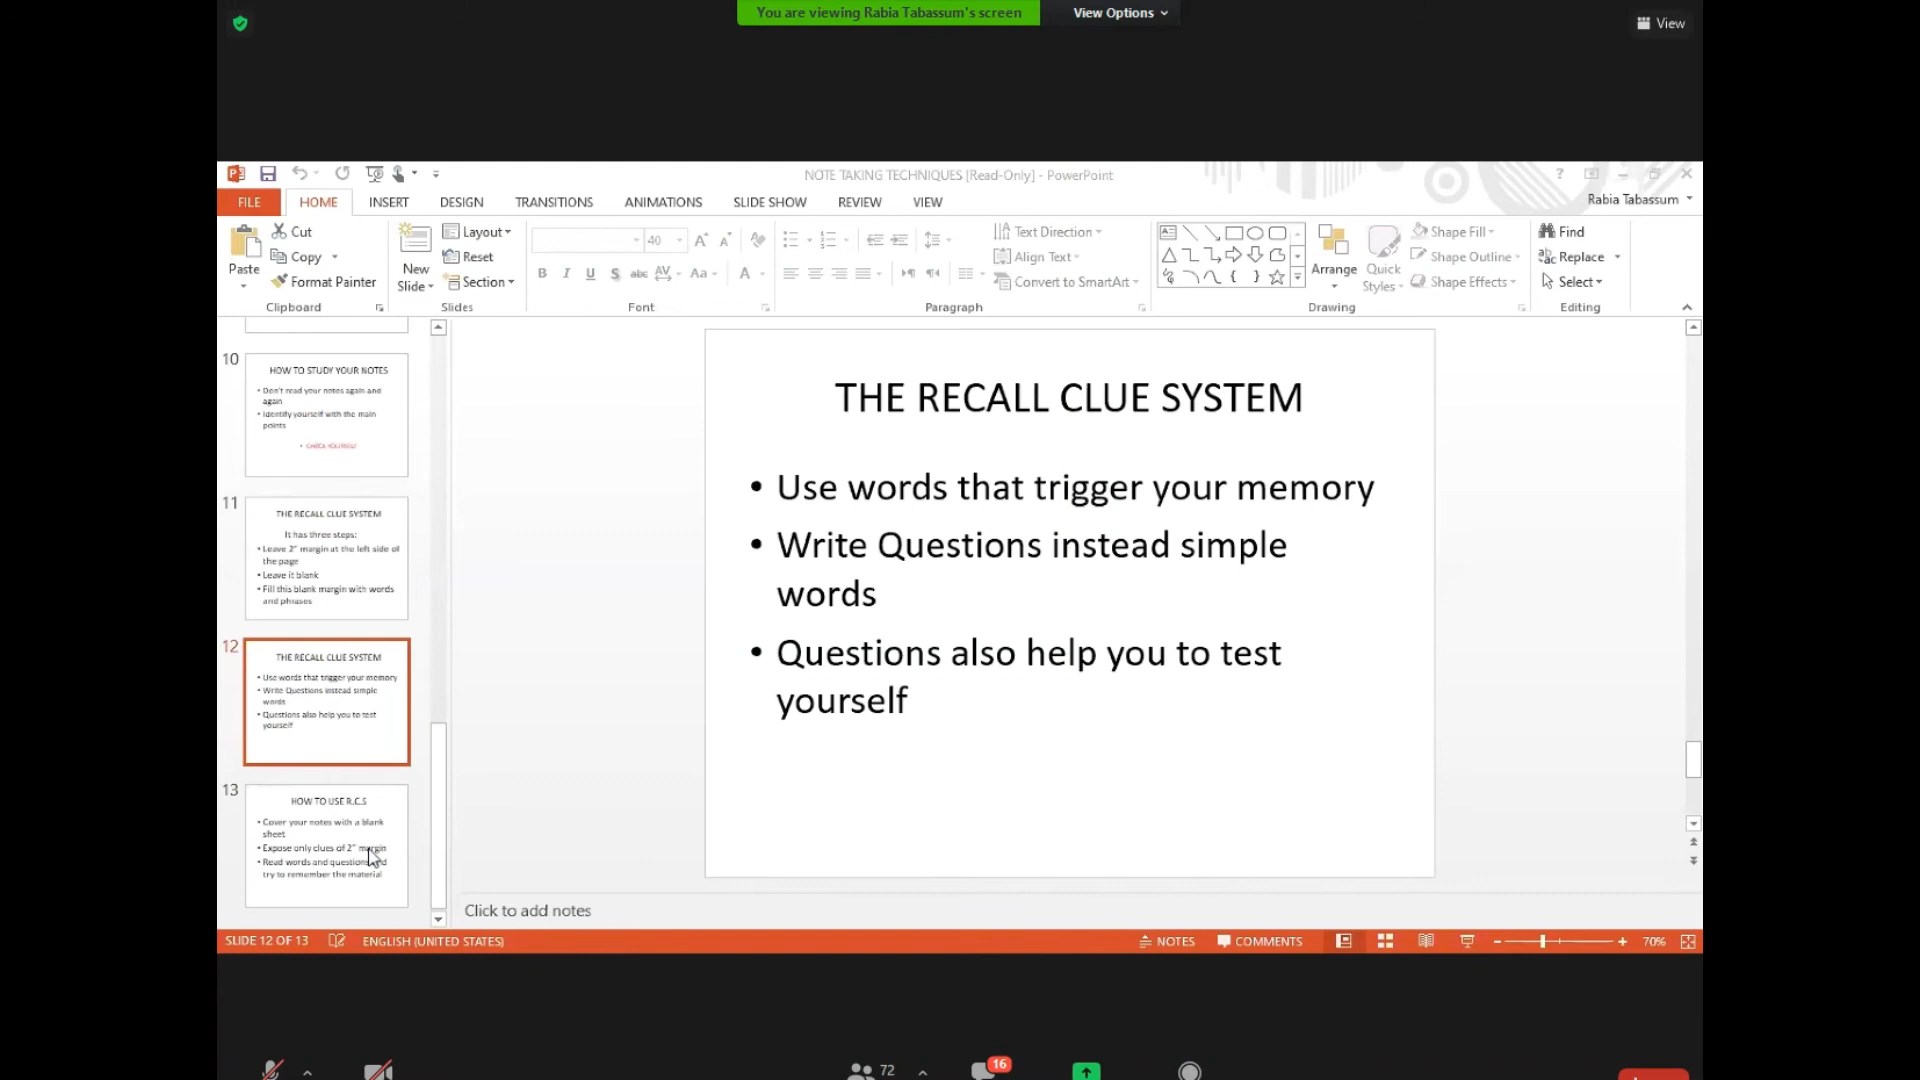 You are viewing Rabia Tabassum's screen
View Options
View
NOTE TAKING TECHNIQUES [Read-Only] - PowerPoint
?
FILE HOME INSERT DESIGN TRANSITIONS ANIMATIONS SLIDE SHOW REVIEW VIEW
Rabia Tabassum
Paste
Cut
Copy
Format Painter
Clipboard
New
Slide
Layout
Reset
Section
Slides
40
B I U S abc AV Aa A
Font
Text Direction
Align Text
Convert to SmartArt
Paragraph
Arrange
Quick
Styles
Shape Fill
Shape Outline
Shape Effects
Drawing
Find
Replace
Select
Editing
10
HOW TO STUDY YOUR NOTES
• Don't read your notes again and
again
• Identify yourself with the main
points
• CHECK YOURSELF
11
THE RECALL CLUE SYSTEM
It has three steps:
• Leave 2" margin at the left side of
the page
• Leave it blank
• Fill this blank margin with words
and phrases
12
THE RECALL CLUE SYSTEM
• Use words that trigger your memory
• Write Questions instead simple
words
• Questions also help you to test
yourself
13
HOW TO USE R.C.S
• Cover your notes with a blank
sheet
• Expose only clues of 2" margin
• Read words and questions and
try to remember the material
THE RECALL CLUE SYSTEM
• Use words that trigger your memory
• Write Questions instead simple
words
• Questions also help you to test
yourself
Click to add notes
SLIDE 12 OF 13 ENGLISH (UNITED STATES) NOTES COMMENTS 70%
72 16